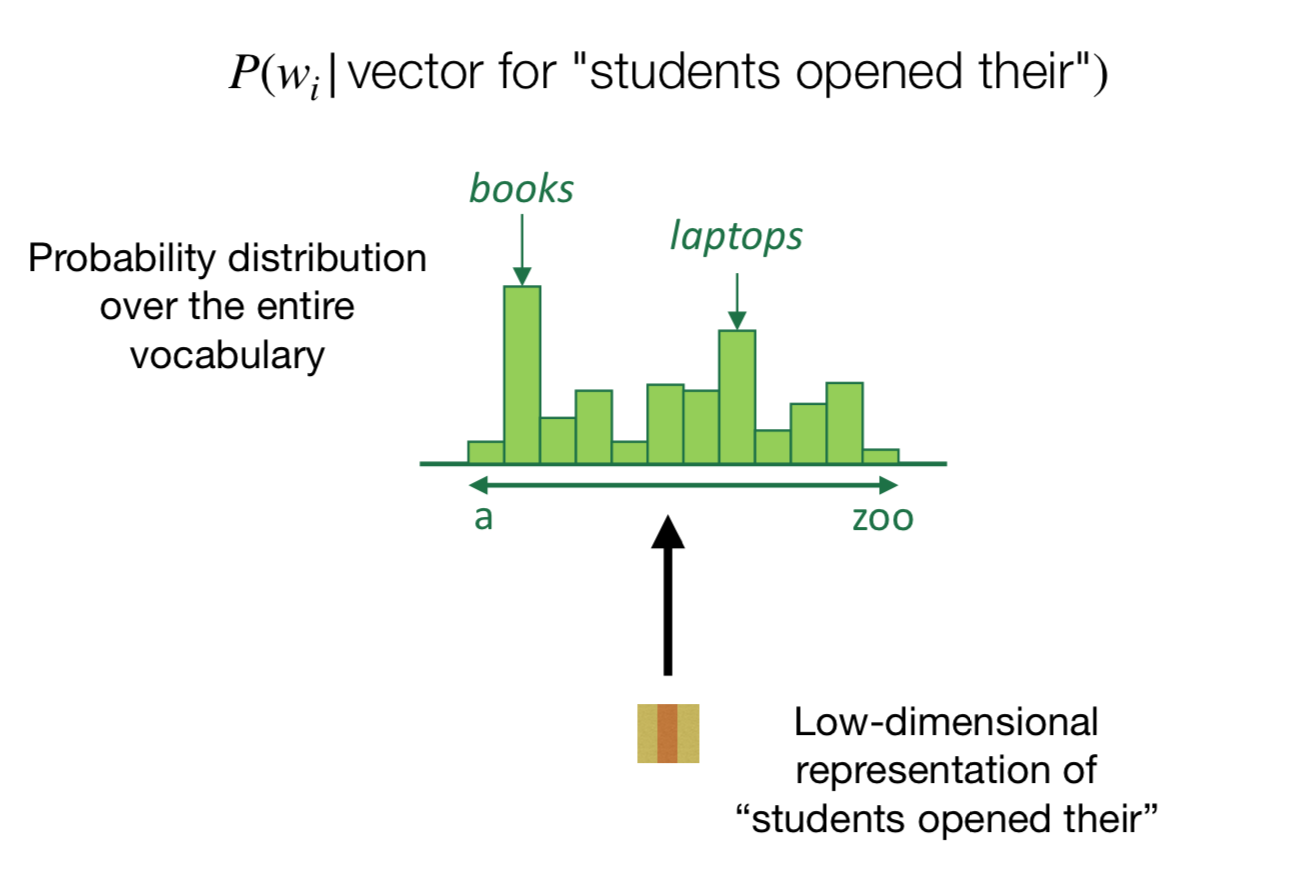 P(wᵢ| vector for "students opened their")
books
laptops
Probability distribution
over the entire
vocabulary
a
zoo
Low-dimensional
representation of
“students opened their”